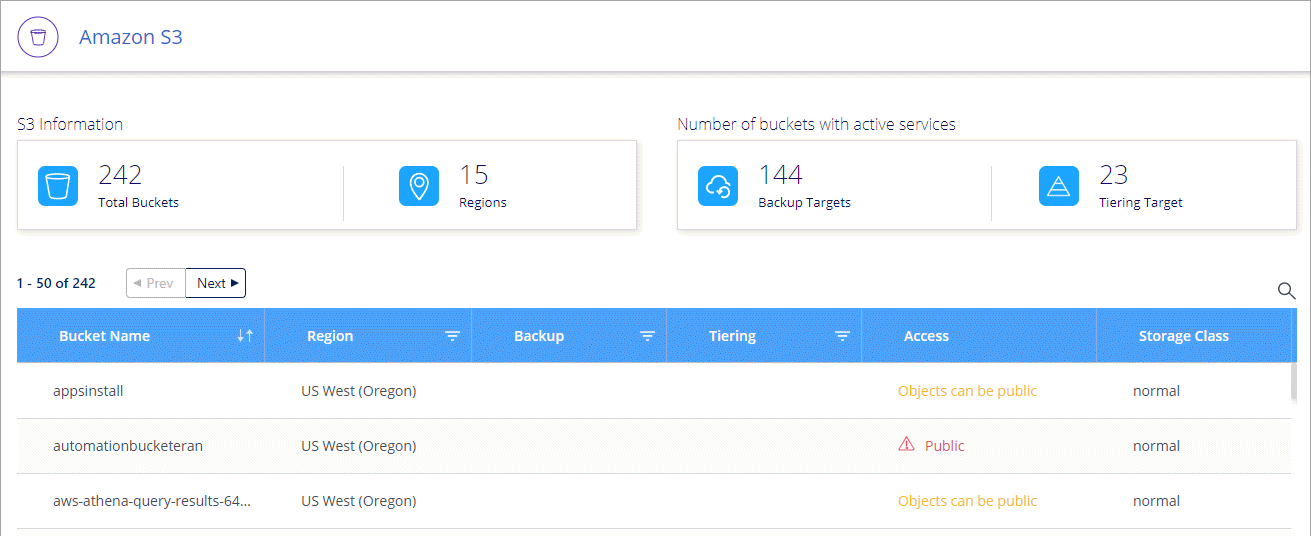 Amazon S3
S3 Information
Number of buckets with active services
242
Total Buckets
15
Regions
144
Backup Targets
23
Tiering Target
1 - 50 of 242
Prev
Next
Bucket Name
Region
Backup
Tiering
Access
Storage Class
appsinstall US West (Oregon) Objects can be public normal
automationbucketeran US West (Oregon) Public normal
aws-athena-query-results-64... US West (Oregon) Objects can be public normal